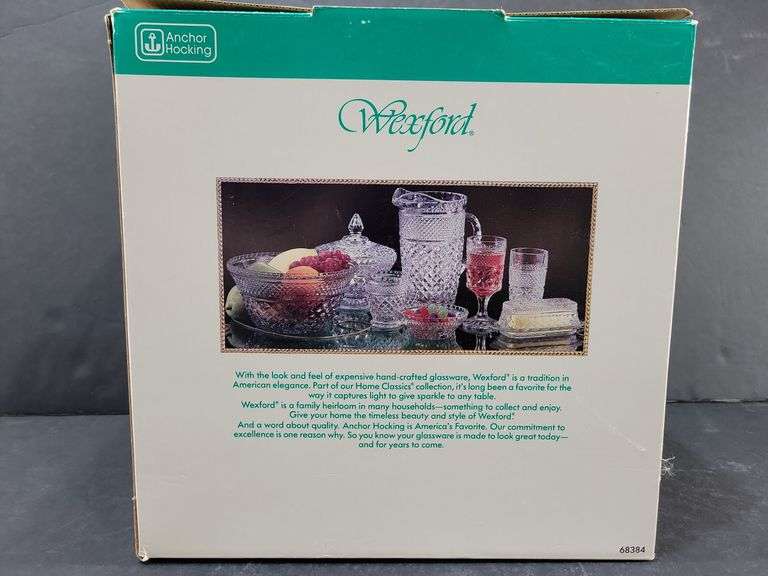 Anchor
Hocking
Wexford®
With the look and feel of expensive hand-crafted glassware, Wexford® is a tradition in
American elegance. Part of our Home Classics® collection, it's long been a favorite for the
way it captures light to give sparkle to any table.
Wexford® is a family heirloom in many households—something to collect and enjoy.
Give your home the timeless beauty and style of Wexford®.
And a word about quality. Anchor Hocking is America's Favorite. Our commitment to
excellence is one reason why. So you know your glassware is made to look great today—
and for years to come.
68384